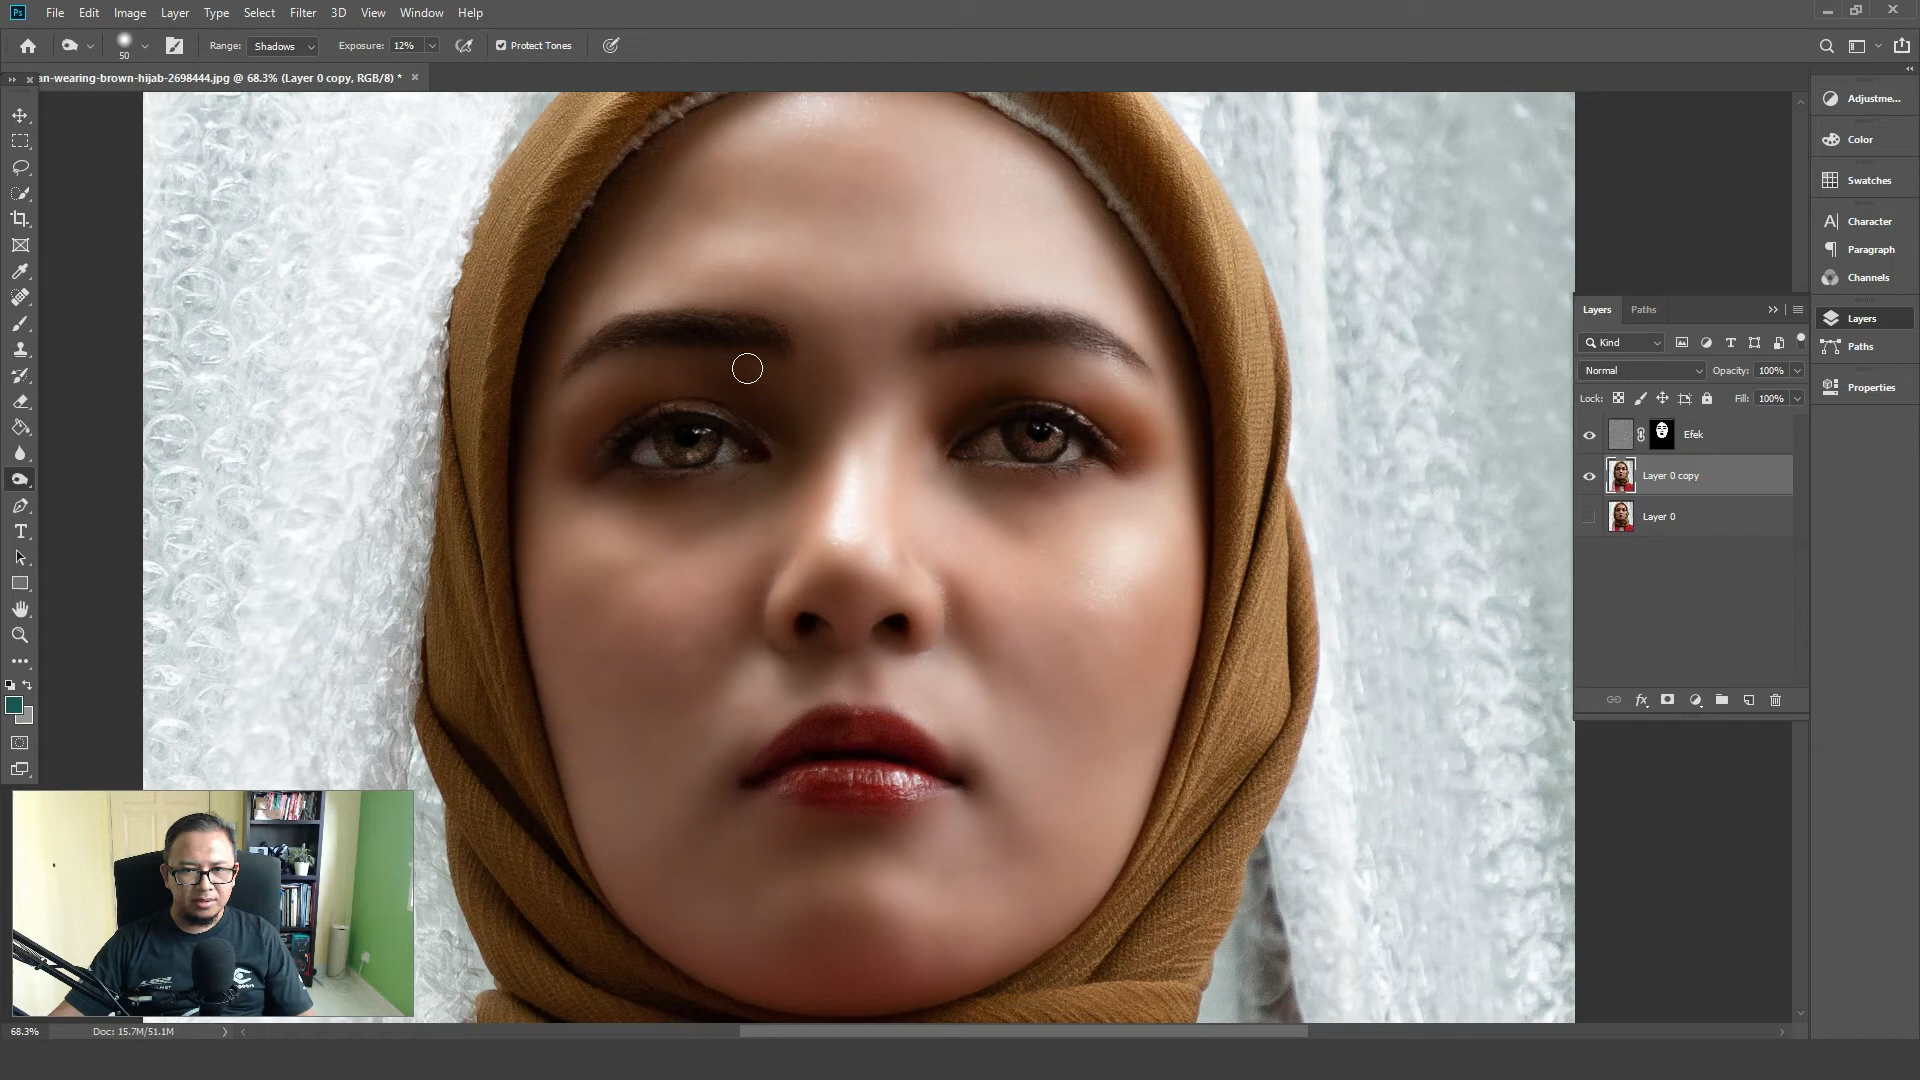 Ps File Edit Image Layer Type Select Filter 3D View Window Help
50 Range: Shadows Exposure: 12% Protect Tones
an-wearing-brown-hijab-2698444.jpg @ 68.3% (Layer 0 copy, RGB/8) *
Adjustme...
Color
Swatches
Character
Paragraph
Channels
Layers
Paths
Properties
Layers Paths
Kind
Normal Opacity: 100%
Lock: Fill: 100%
Efek
Layer 0 copy
Layer 0
fx
68.3% Doc: 15.7M/51.1M